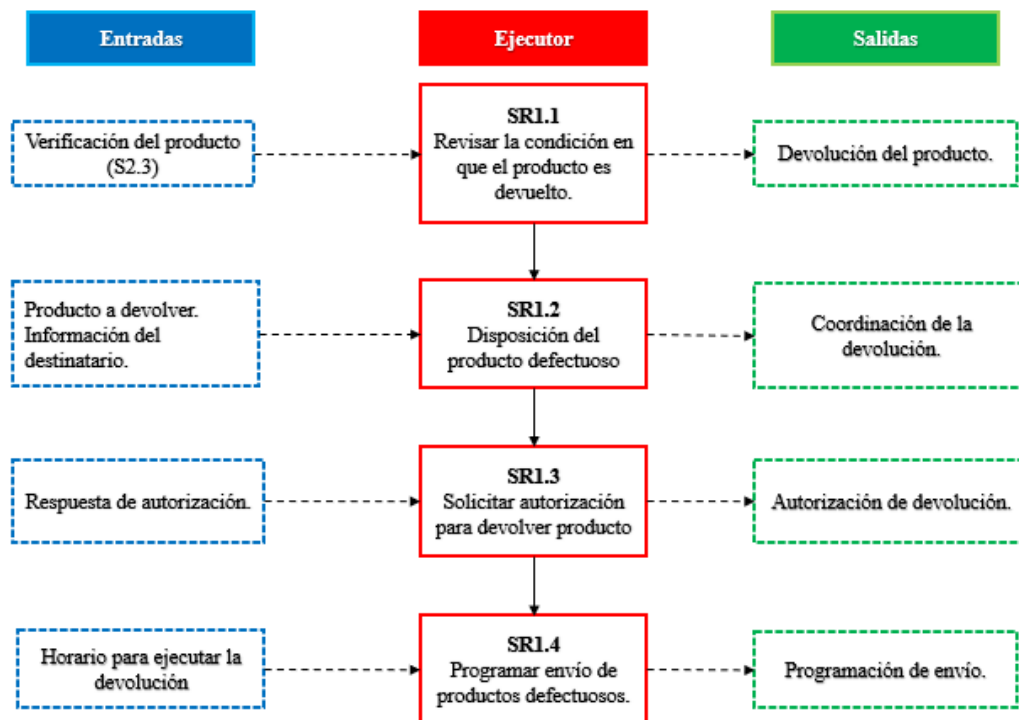 Entradas
Ejecutor
Salidas
Verificación del producto
(S2.3)
SR1.1
Revisar la condición en
que el producto es
devuelto.
Devolución del producto.
Producto a devolver.
Información del
destinatario.
SR1.2
Disposición del
producto defectuoso
Coordinación de la
devolución.
Respuesta de autorización.
SR1.3
Solicitar autorización
para devolver producto
Autorización de devolución.
Horario para ejecutar la
devolución
SR1.4
Programar envío de
productos defectuosos.
Programación de envío.